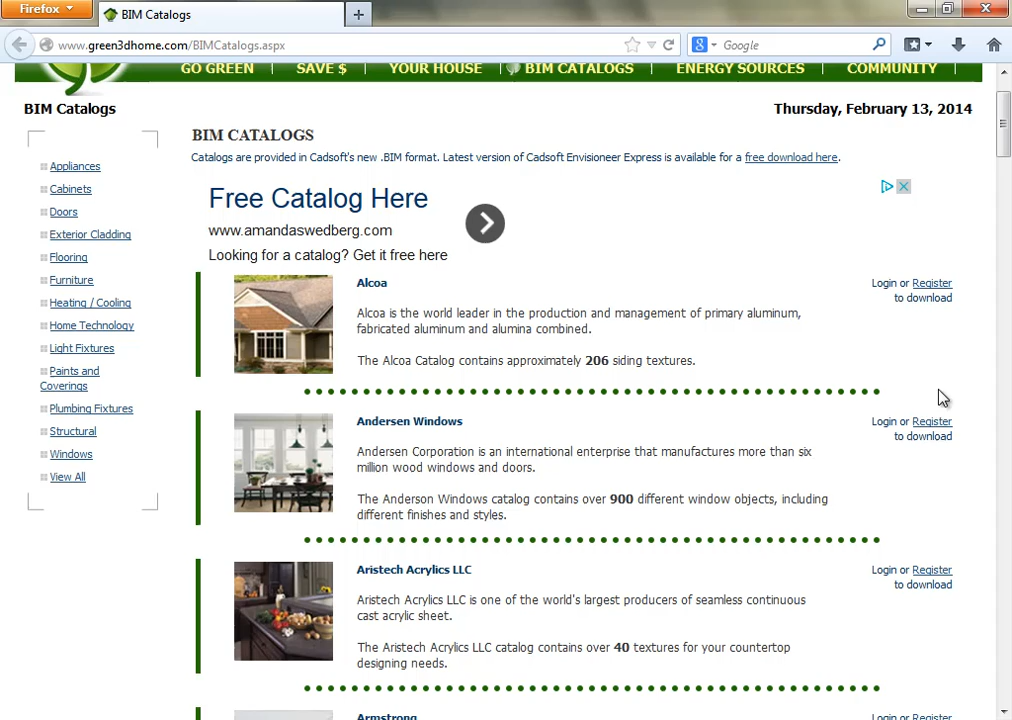 Firefox
BIM Catalogs
www.green3dhome.com/BIMCatalogs.aspx
Google
GO GREEN
SAVE $
YOUR HOUSE
BIM CATALOGS
ENERGY SOURCES
COMMUNITY
BIM Catalogs
Thursday, February 13, 2014
Appliances
Cabinets
Doors
Exterior Cladding
Flooring
Furniture
Heating / Cooling
Home Technology
Light Fixtures
Paints and
Coverings
Plumbing Fixtures
Structural
Windows
View All
BIM CATALOGS
Catalogs are provided in Cadsoft's new .BIM format. Latest version of Cadsoft Envisioneer Express is available for a free download here.
Free Catalog Here
www.amandaswedberg.com
Looking for a catalog? Get it free here
Alcoa
Alcoa is the world leader in the production and management of primary aluminum,
fabricated aluminum and alumina combined.
The Alcoa Catalog contains approximately 206 siding textures.
Login or Register
to download
Andersen Windows
Andersen Corporation is an international enterprise that manufactures more than six
million wood windows and doors.
The Anderson Windows catalog contains over 900 different window objects, including
different finishes and styles.
Login or Register
to download
Aristech Acrylics LLC
Aristech Acrylics LLC is one of the world's largest producers of seamless continuous
cast acrylic sheet.
The Aristech Acrylics LLC catalog contains over 40 textures for your countertop
designing needs.
Login or Register
to download
Armstrong
Login or Register